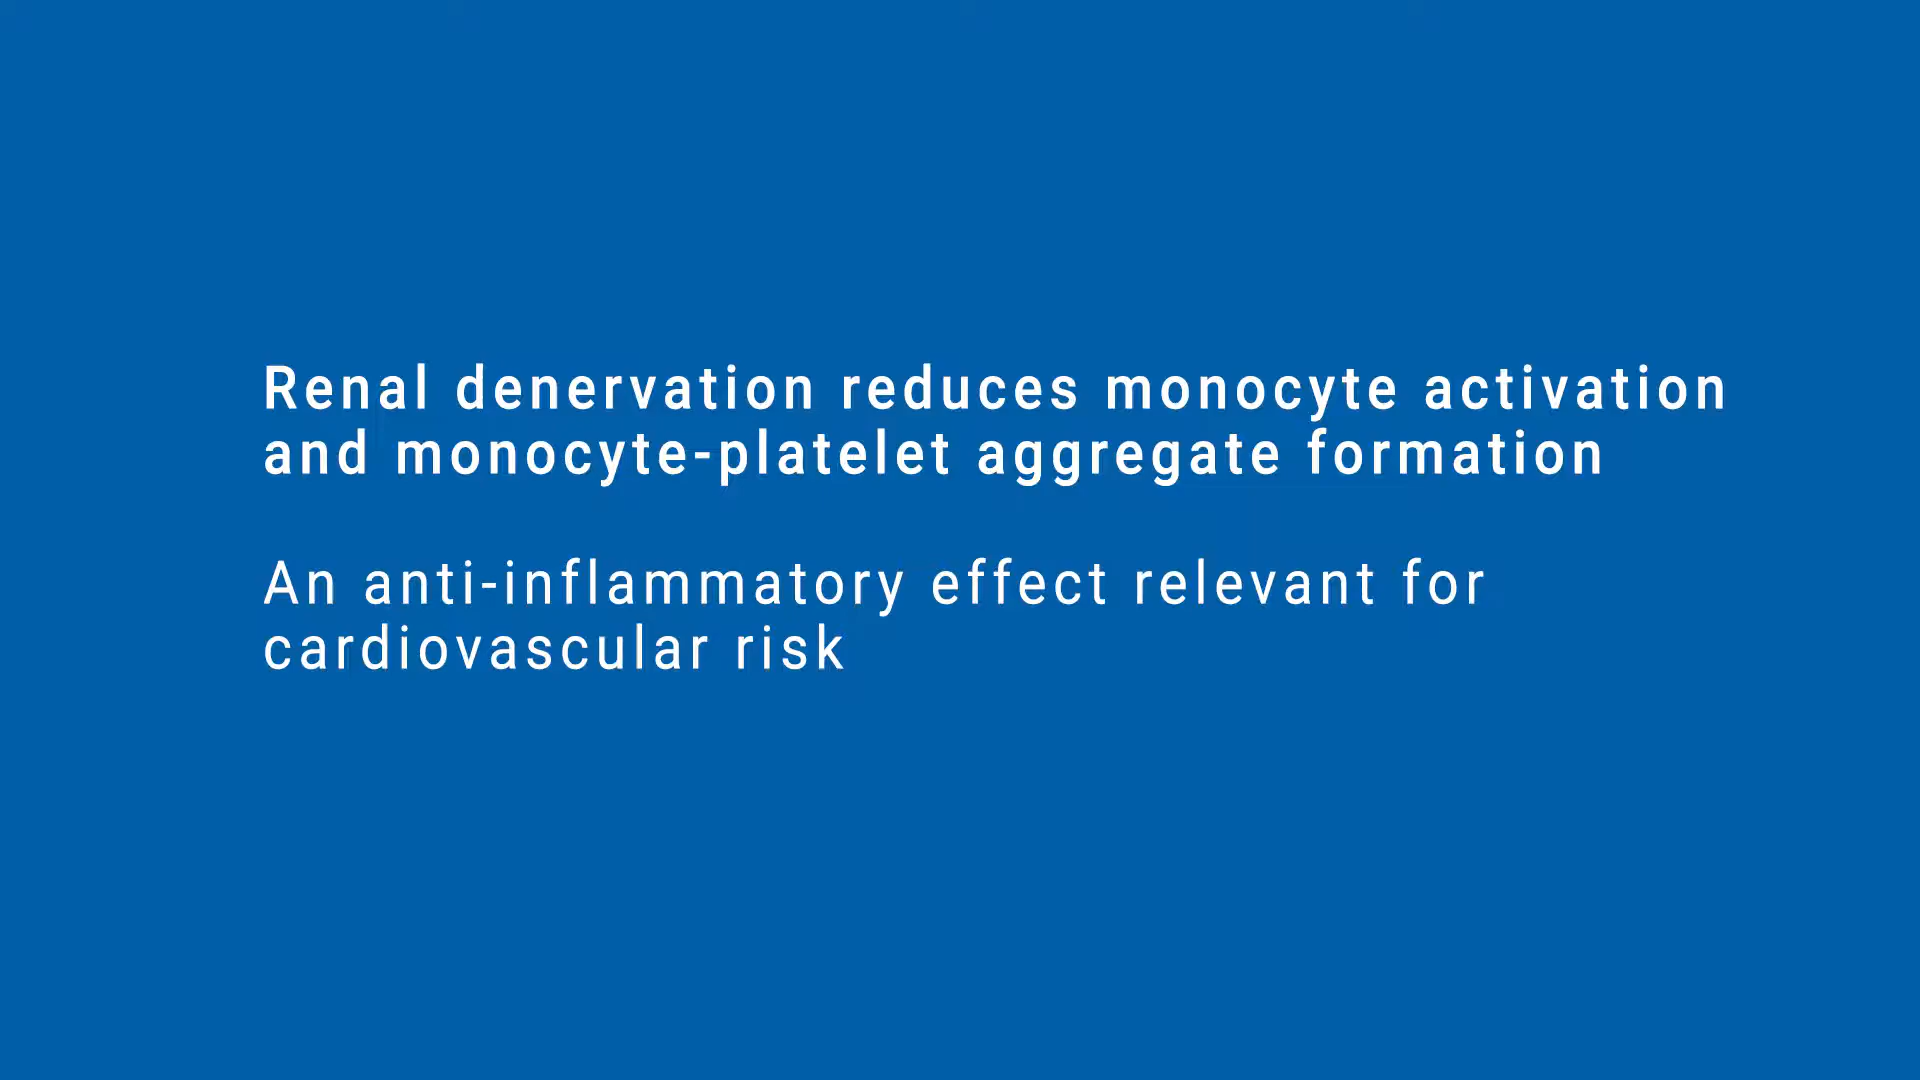 Renal denervation reduces monocyte activation
and monocyte-platelet aggregate formation
An anti-inflammatory effect relevant for
cardiovascular risk